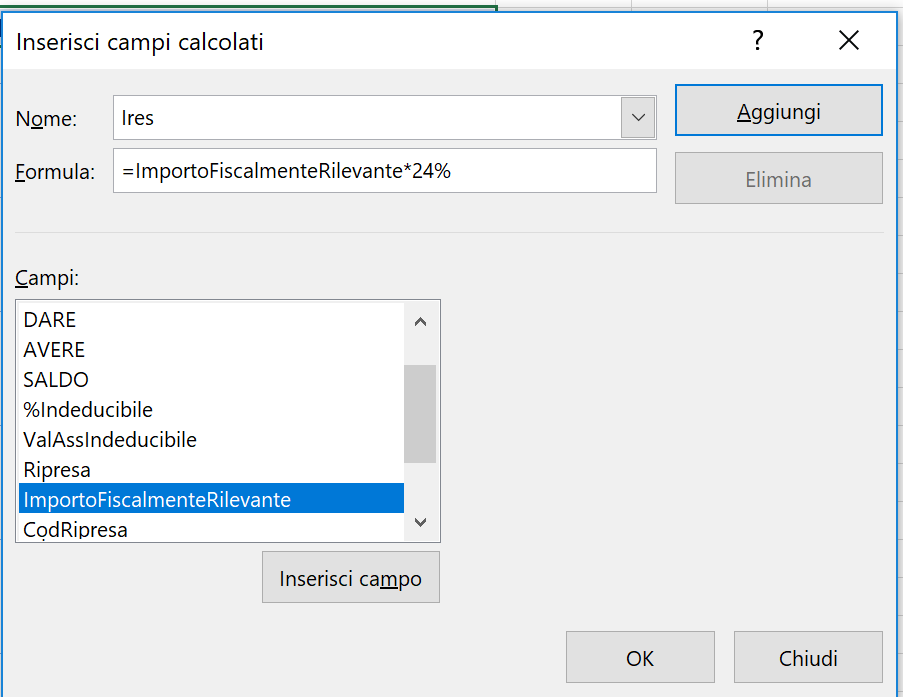 Inserisci campi calcolati
?
Nome:
Ires
Aggiungi
Formula:
=ImportoFiscalmenteRilevante*24%
Elimina
Campi:
DARE
AVERE
SALDO
%Indeducibile
ValAssIndeducibile
Ripresa
ImportoFiscalmenteRilevante
CodRipresa
Inserisci campo
OK
Chiudi